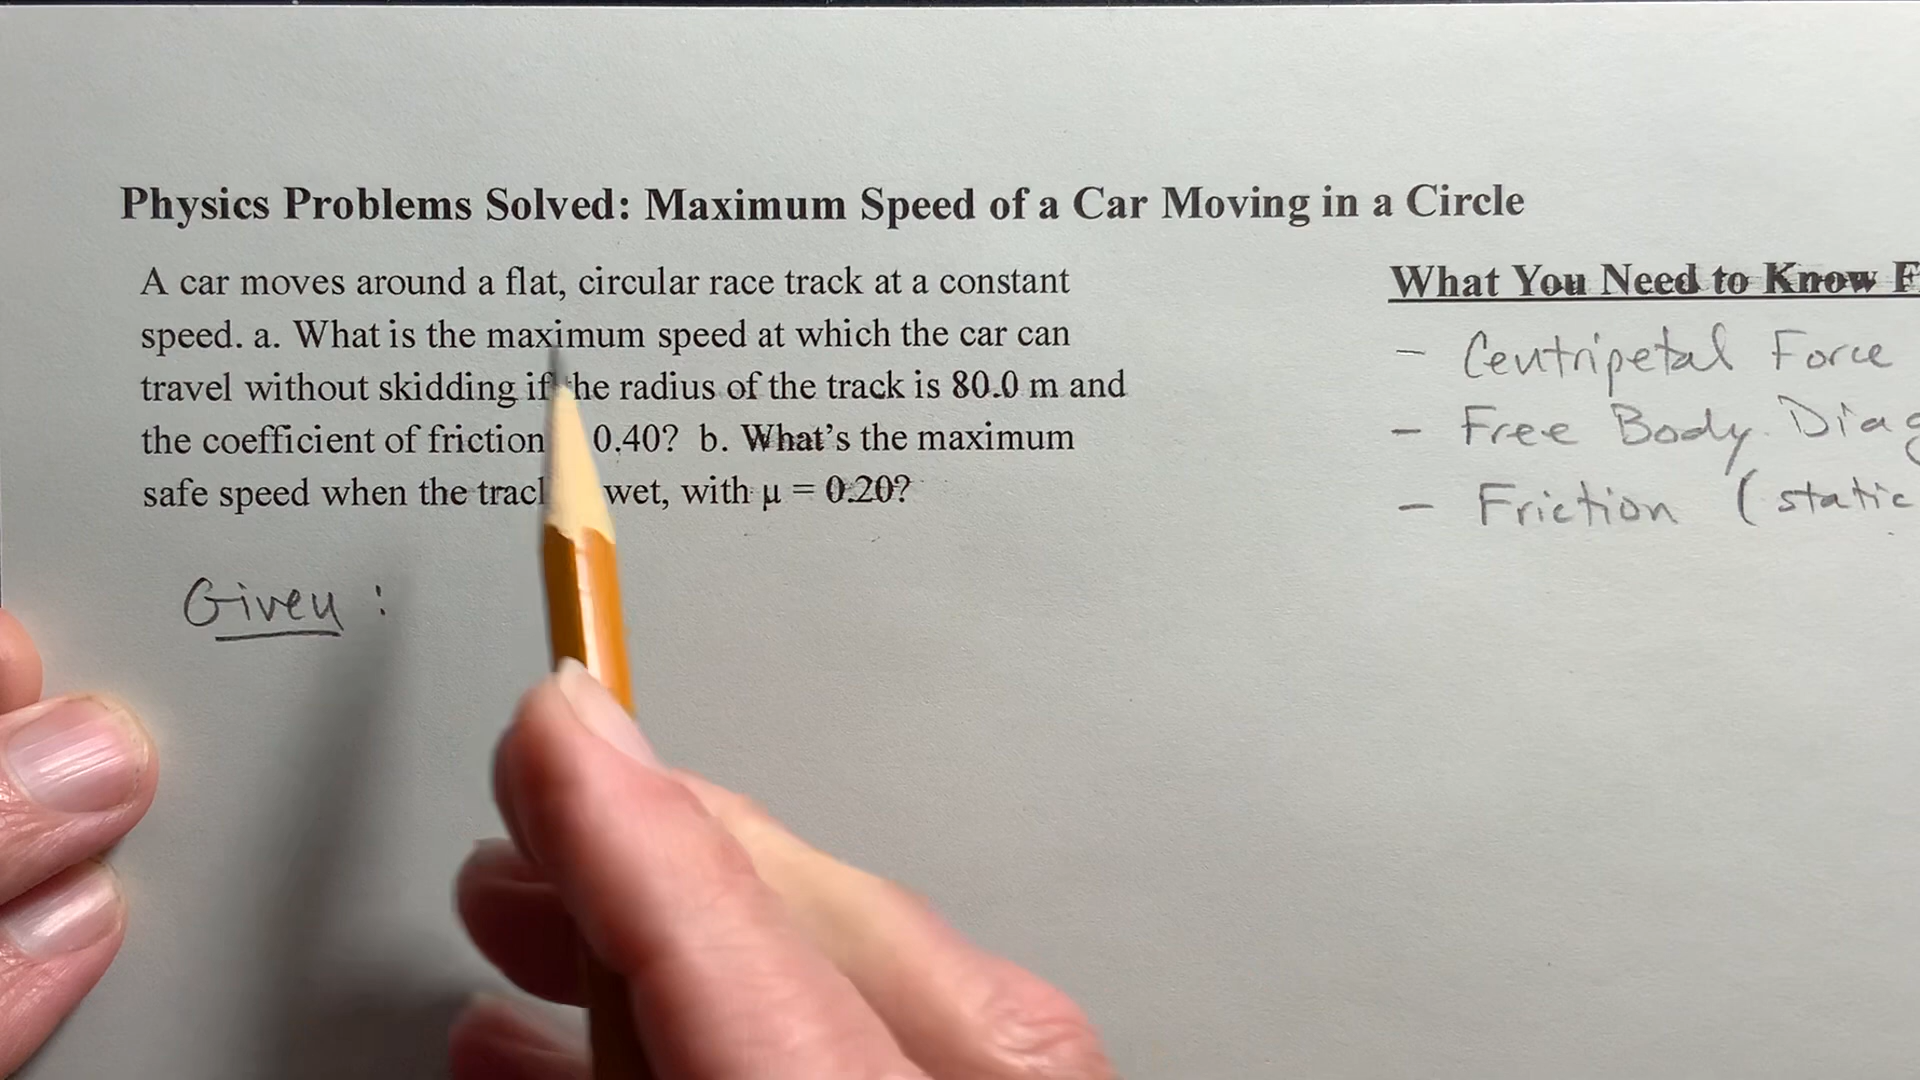 Physics Problems Solved: Maximum Speed of a Car Moving in a Circle
A car moves around a flat, circular race track at a constant
speed. a. What is the maximum speed at which the car can
travel without skidding if the radius of the track is 80.0 m and
the coefficient of friction 0.40? b. What's the maximum
safe speed when the wet, with μ = 0.20?
Given :
What You Need to Know
- Centripetal Force
- Free Body
- Friction (static